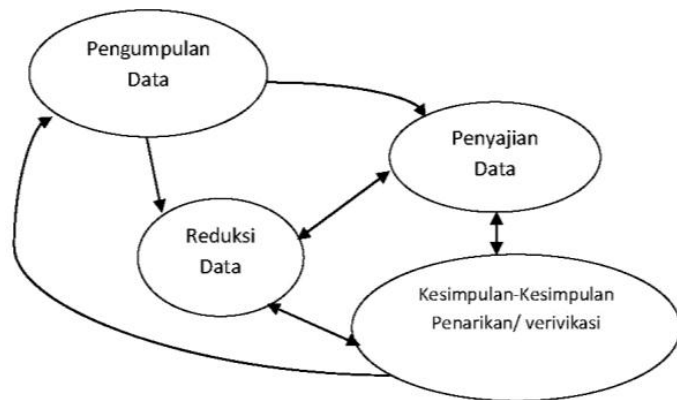 Pengumpulan
Data
Penyajian
Data
Reduksi
Data
Kesimpulan-Kesimpulan
Penarikan/ verivikasi